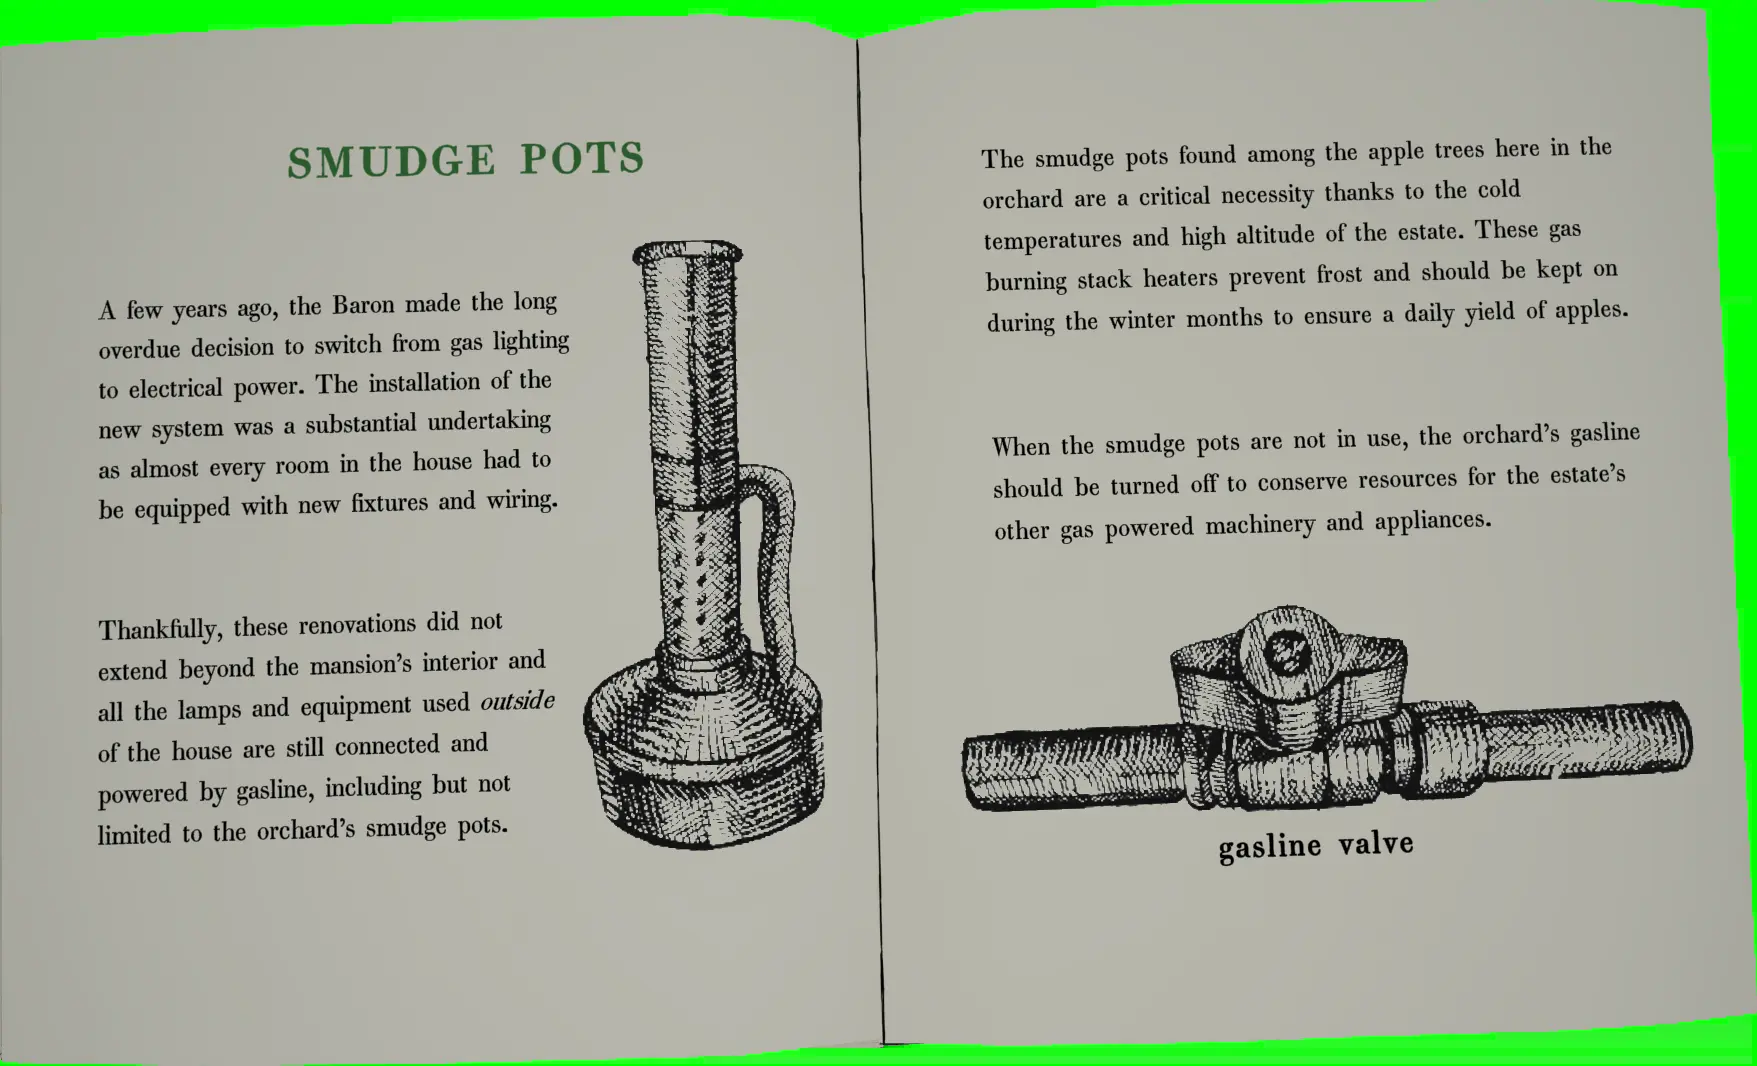 SMUDGE POTS
A few years ago, the Baron made the long
overdue decision to switch from gas lighting
to electrical power. The installation of the
new system was a substantial undertaking
as almost every room in the house had to
be equipped with new fixtures and wiring.
Thankfully, these renovations did not
extend beyond the mansion's interior and
all the lamps and equipment used outside
of the house are still connected and
powered by gasline, including but not
limited to the orchard's smudge pots.
The smudge pots found among the apple trees here in the
orchard are a critical necessity thanks to the cold
temperatures and high altitude of the estate. These gas
burning stack heaters prevent frost and should be kept on
during the winter months to ensure a daily yield of apples.
When the smudge pots are not in use, the orchard's gasline
should be turned off to conserve resources for the estate's
other gas powered machinery and appliances.
gasline valve